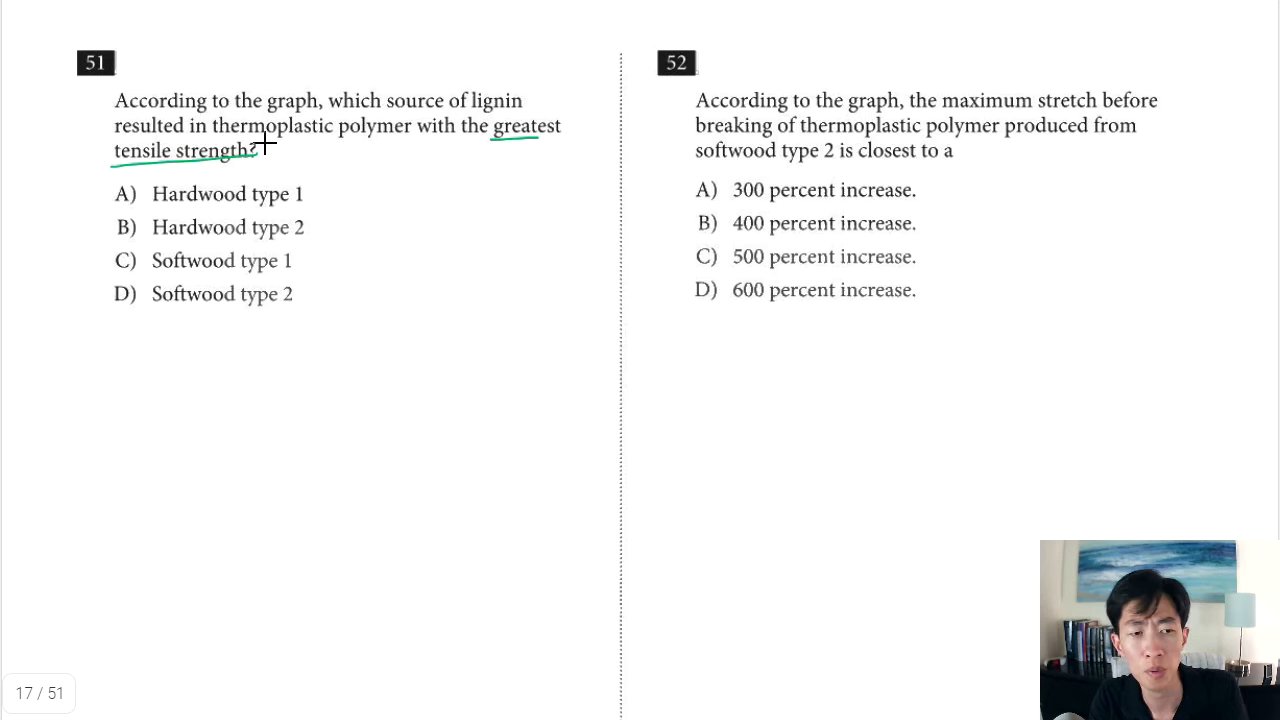 51
According to the graph, which source of lignin
resulted in thermoplastic polymer with the greatest
tensile strength?
A) Hardwood type 1
B) Hardwood type 2
C) Softwood type 1
D) Softwood type 2
52
According to the graph, the maximum stretch before
breaking of thermoplastic polymer produced from
softwood type 2 is closest to a
A) 300 percent increase.
B) 400 percent increase.
C) 500 percent increase.
D) 600 percent increase.
17 / 51